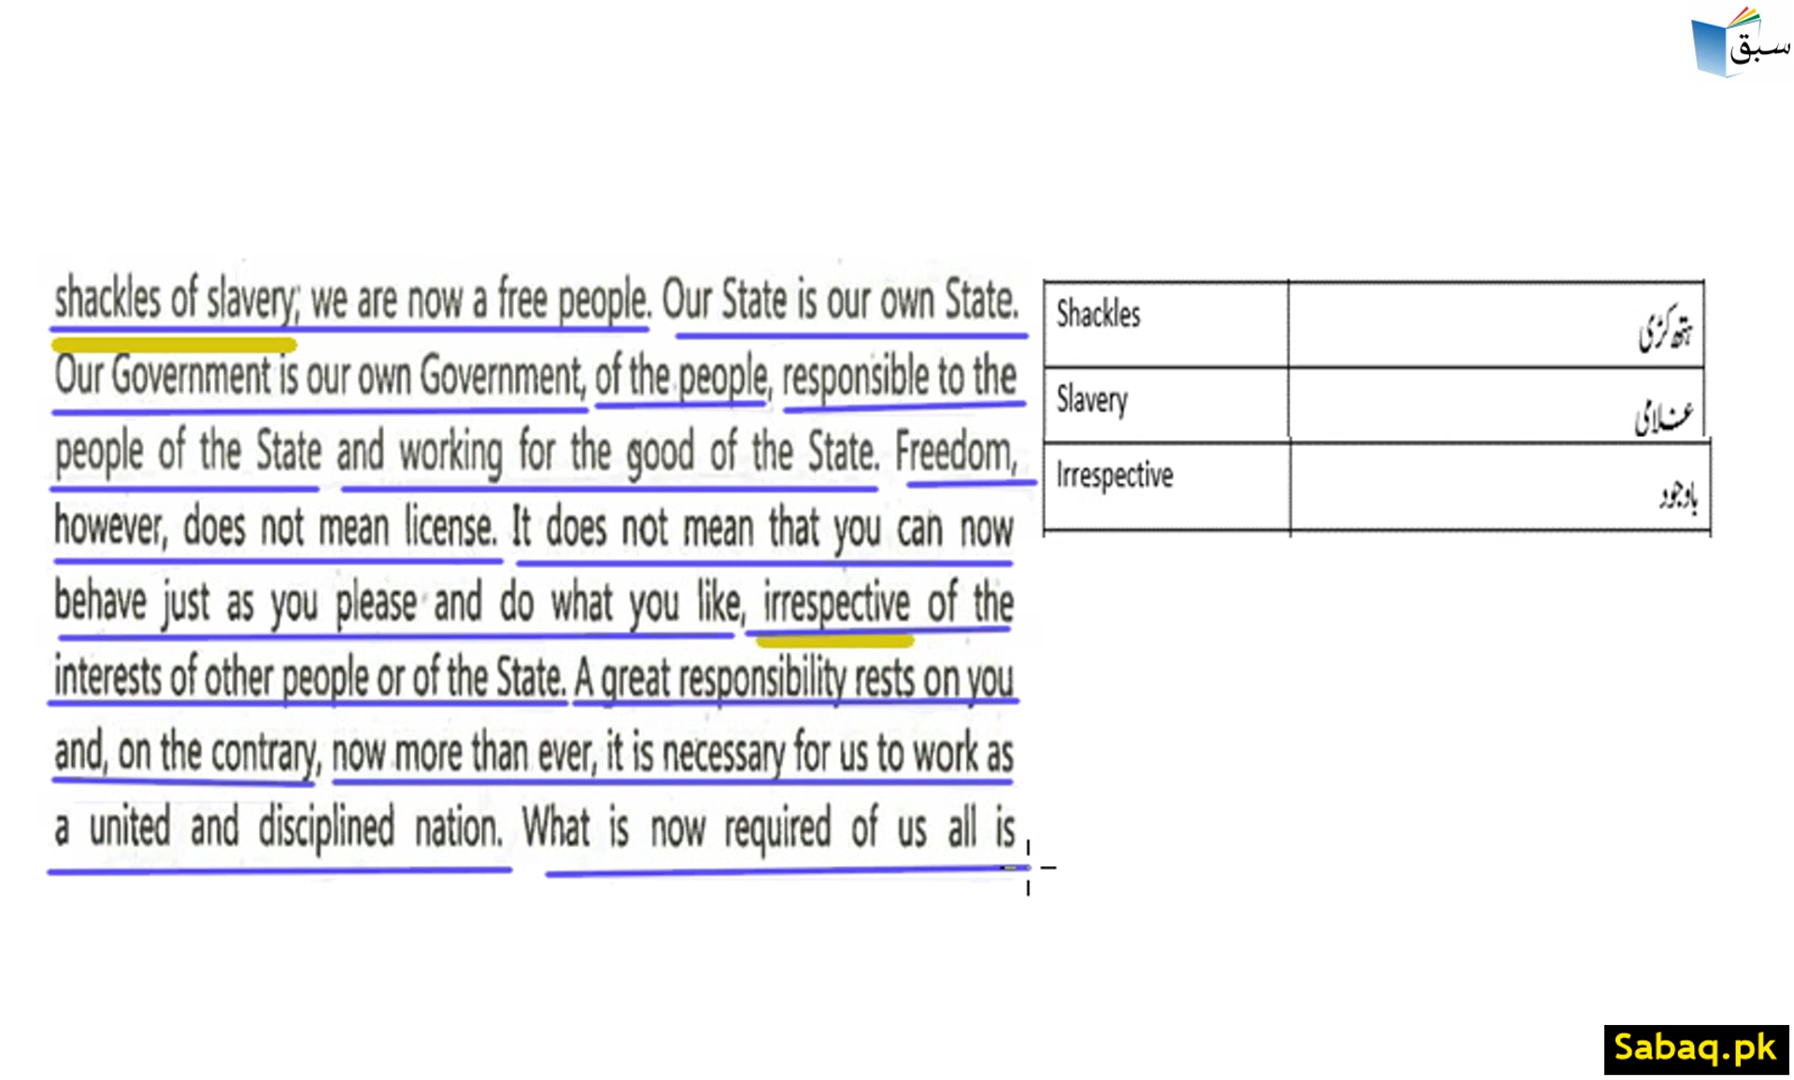 سبق
shackles of slavery; we are now a free people. Our State is our own State.
Our Government is our own Government, of the people, responsible to the
people of the State and working for the good of the State. Freedom,
however, does not mean license. It does not mean that you can now
behave just as you please and do what you like, irrespective of the
interests of other people or of the State. A great responsibility rests on you
and, on the contrary, now more than ever, it is necessary for us to work as
a united and disciplined nation. What is now required of us all is
Shackles ہتھکڑی
Slavery غلامی
Irrespective باوجود
Sabaq.pk